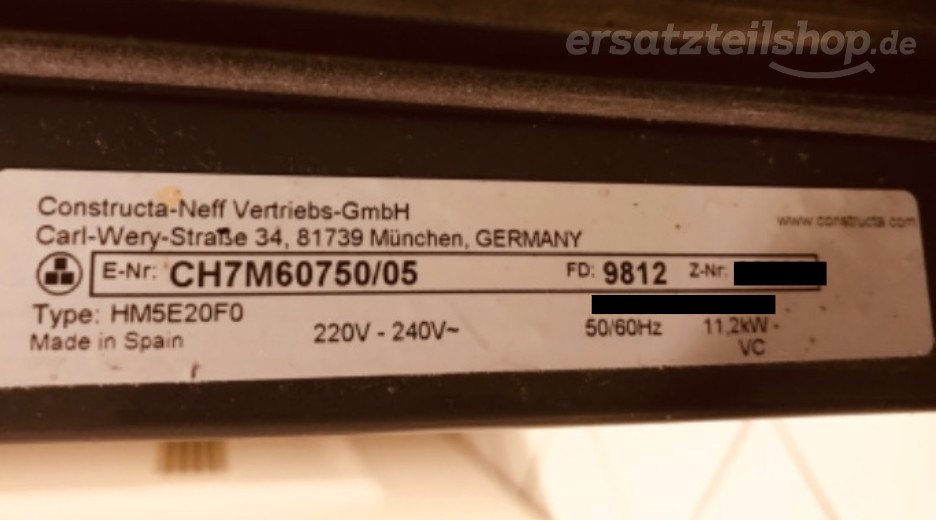 ersatzteilshop.de
Constructa-Neff Vertriebs-GmbH
www.constructa.com
Carl-Wery-Straße 34, 81739 München, GERMANY
E-Nr: CH7M60750/05 FD: 9812 Z-Nr:
Type: HM5E20F0
220V - 240V~ 50/60Hz 11,2kW
Made in Spain
VC